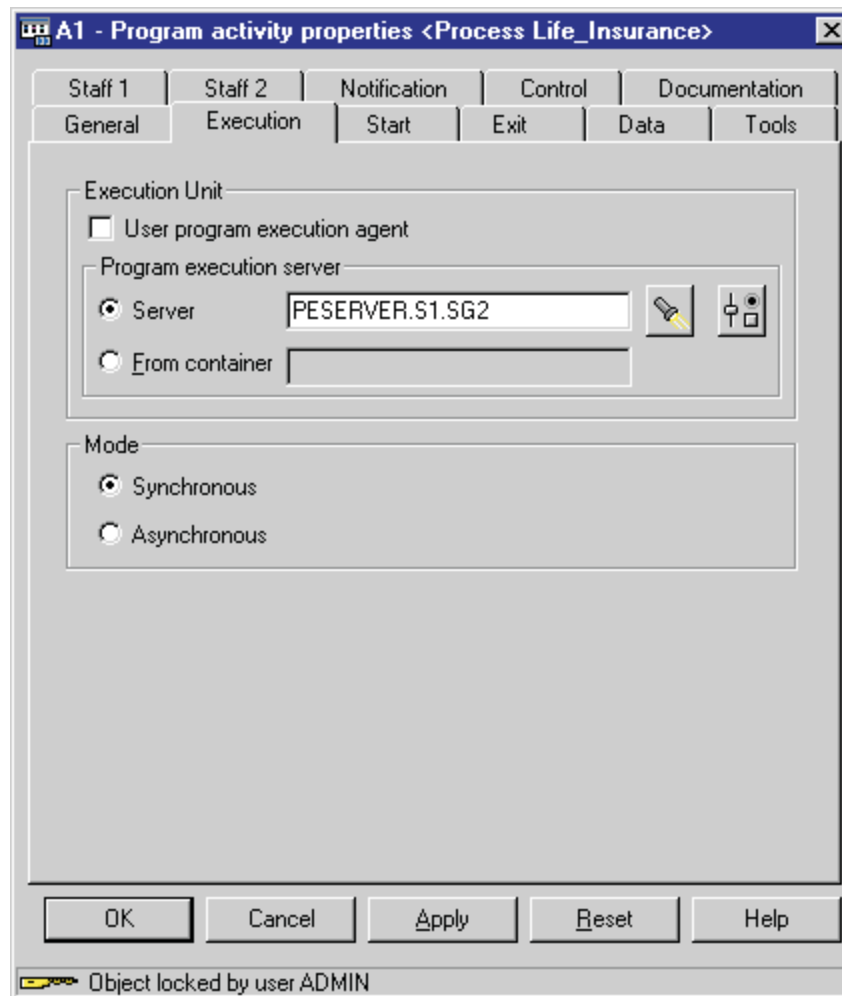 A1 - Program activity properties <Process Life_Insurance>
Staff 1 Staff 2 Notification Control Documentation
General Execution Start Exit Data Tools
Execution Unit
User program execution agent
Program execution server
Server PESERVER.S1.SG2
From container
Mode
Synchronous
Asynchronous
OK Cancel Apply Reset Help
Object locked by user ADMIN